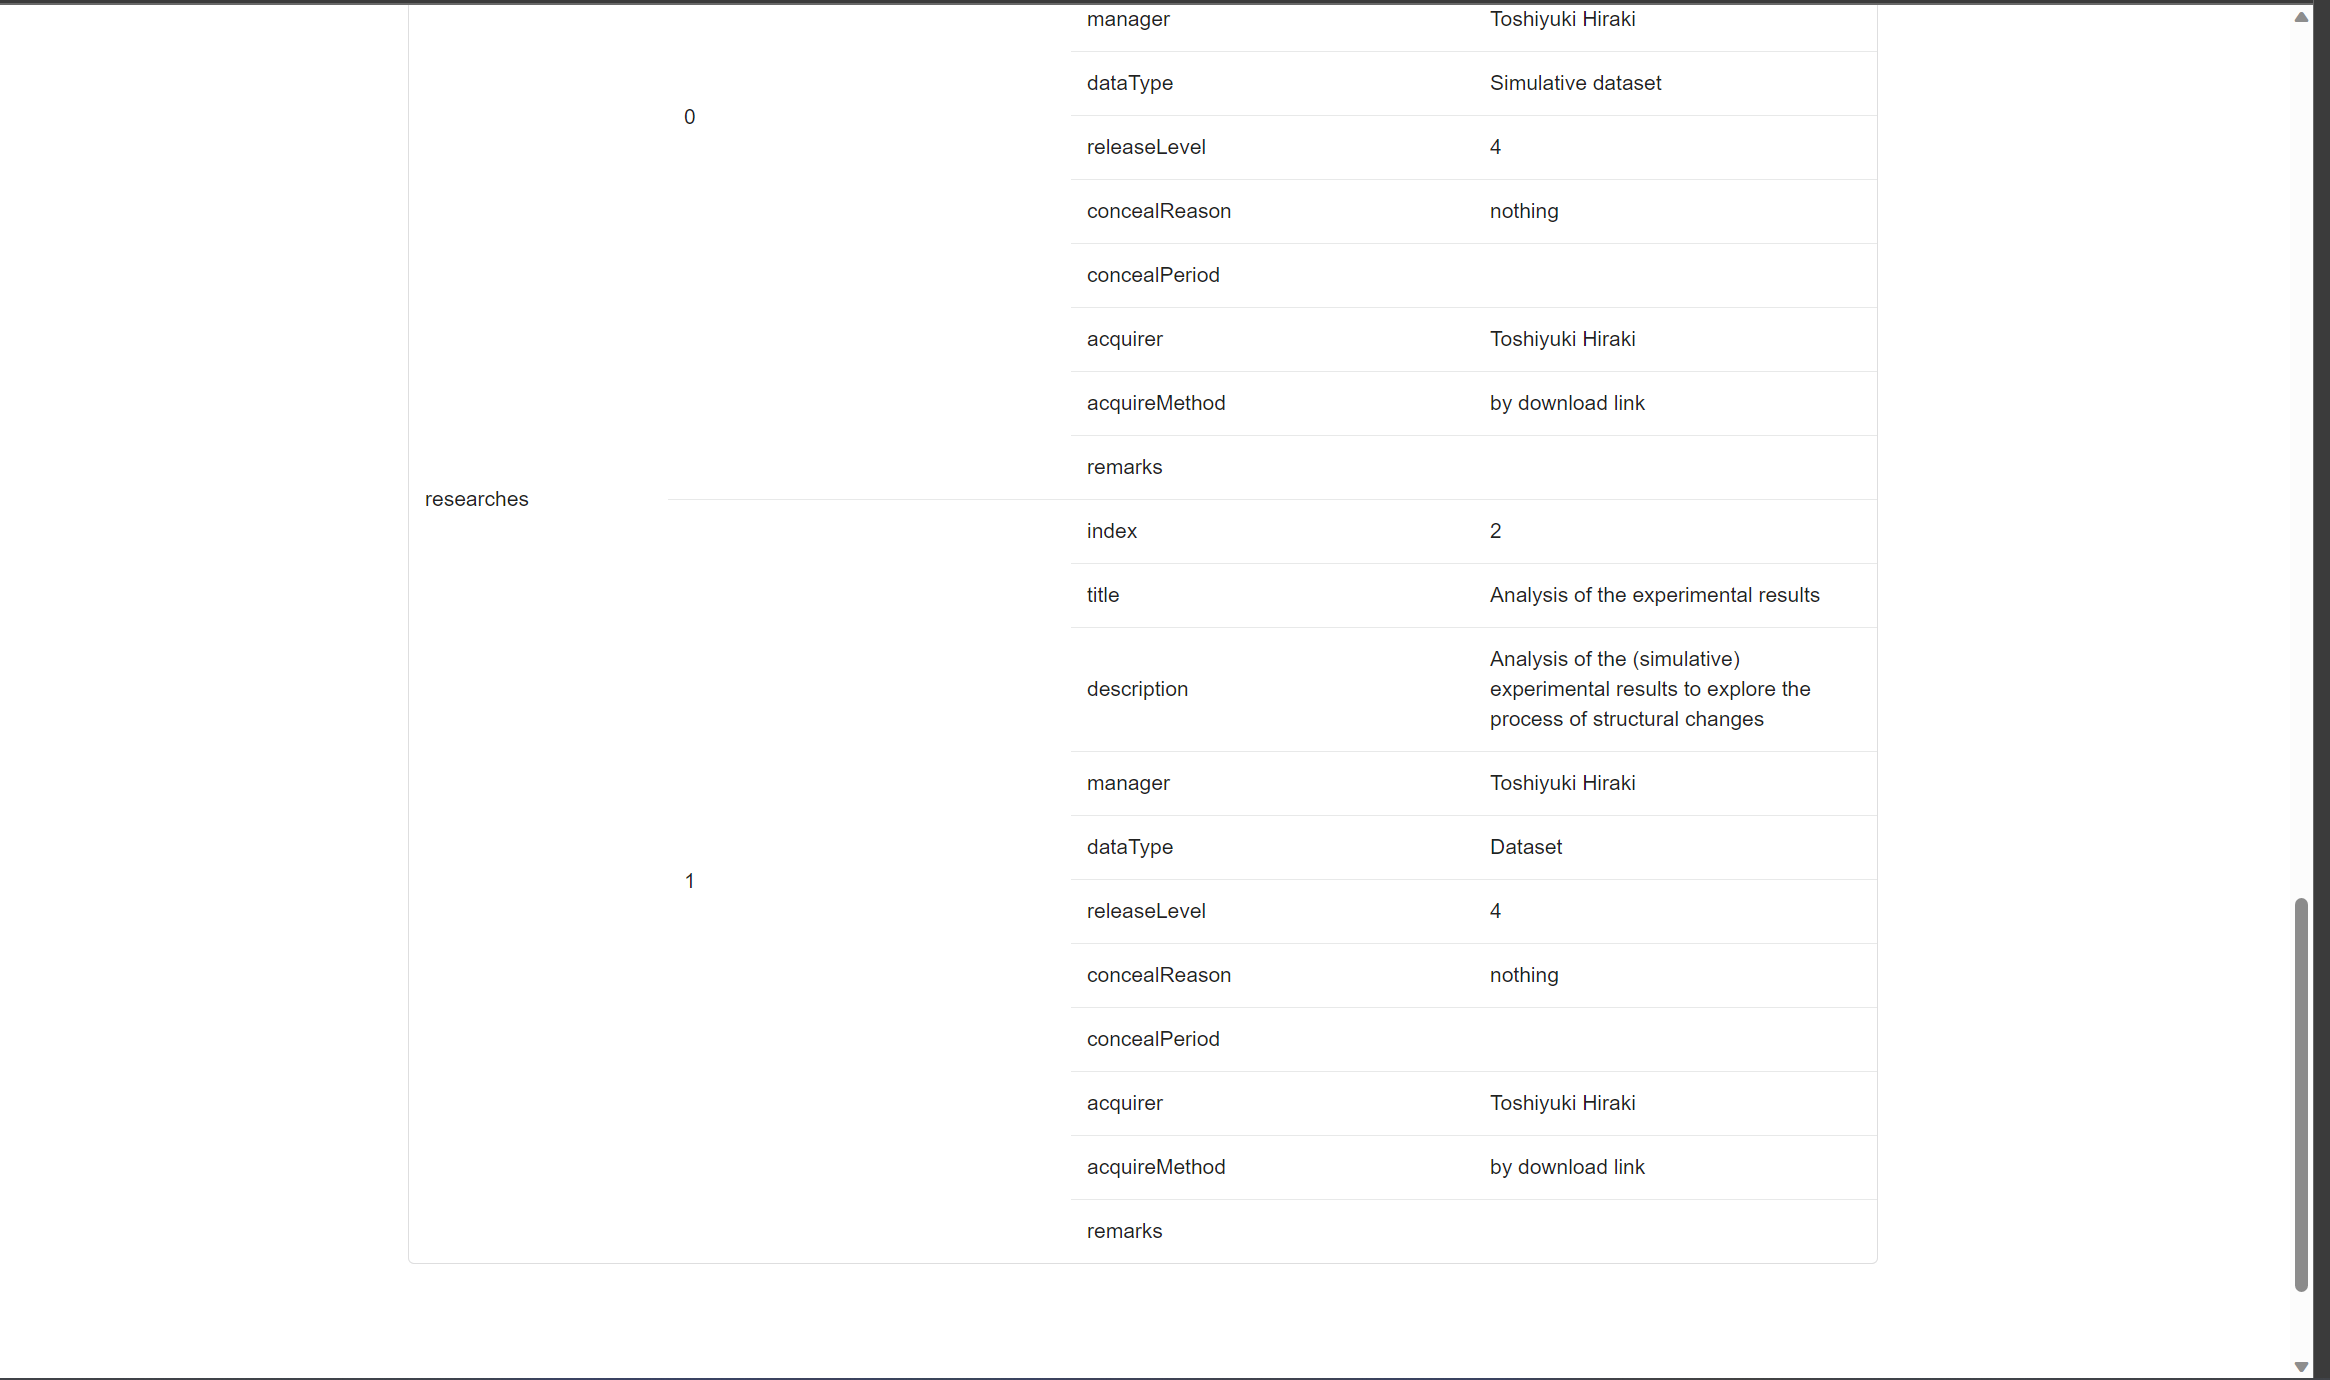 manager Toshiyuki Hiraki
dataType Simulative dataset
0
releaseLevel 4
concealReason nothing
concealPeriod
acquirer Toshiyuki Hiraki
acquireMethod by download link
remarks
researches
index 2
title Analysis of the experimental results
description Analysis of the (simulative)
experimental results to explore the
process of structural changes
manager Toshiyuki Hiraki
dataType Dataset
1
releaseLevel 4
concealReason nothing
concealPeriod
acquirer Toshiyuki Hiraki
acquireMethod by download link
remarks